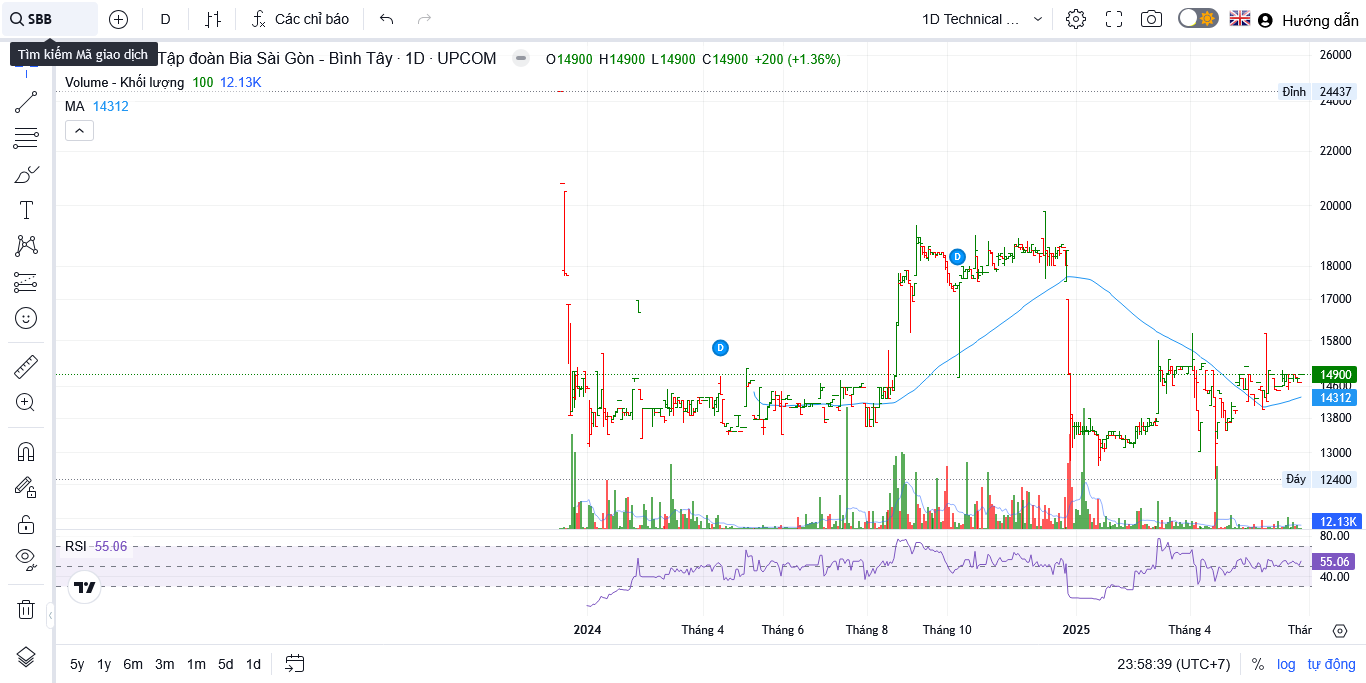 SBB D Các chỉ báo 1D Technical ... Hướng dẫn
Tìm kiếm Mã giao dịch
Tập đoàn Bia Sài Gòn - Bình Tây · 1D · UPCOM O14900 H14900 L14900 C14900 +200 (+1.36%)
Volume - Khối lượng 100 12.13K
MA 14312
26000
Đỉnh 24437
24000
22000
20000
18000
17000
15800
14900
14600
14312
13800
13000
Đáy 12400
12.13K
D
D
RSI 55.06
80.00
55.06
40.00
2024 Tháng 4 Tháng 6 Tháng 8 Tháng 10 2025 Tháng 4 Thár
5y 1y 6m 3m 1m 5d 1d 23:58:39 (UTC+7) % log tự động